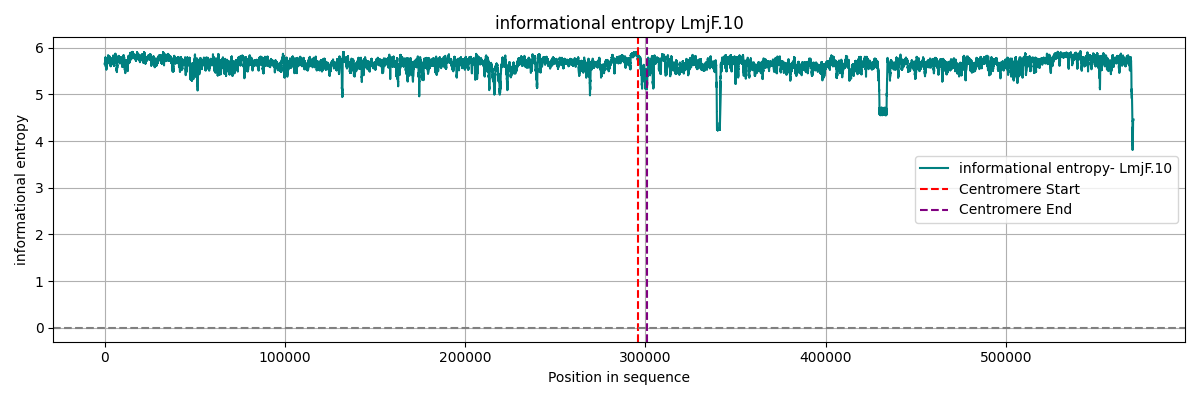 informational entropy LmjF.10
informational entropy
6
5
4
3
2
1
0
informational entropy- LmjF.10
Centromere Start
Centromere End
0 100000 200000 300000 400000 500000
Position in sequence